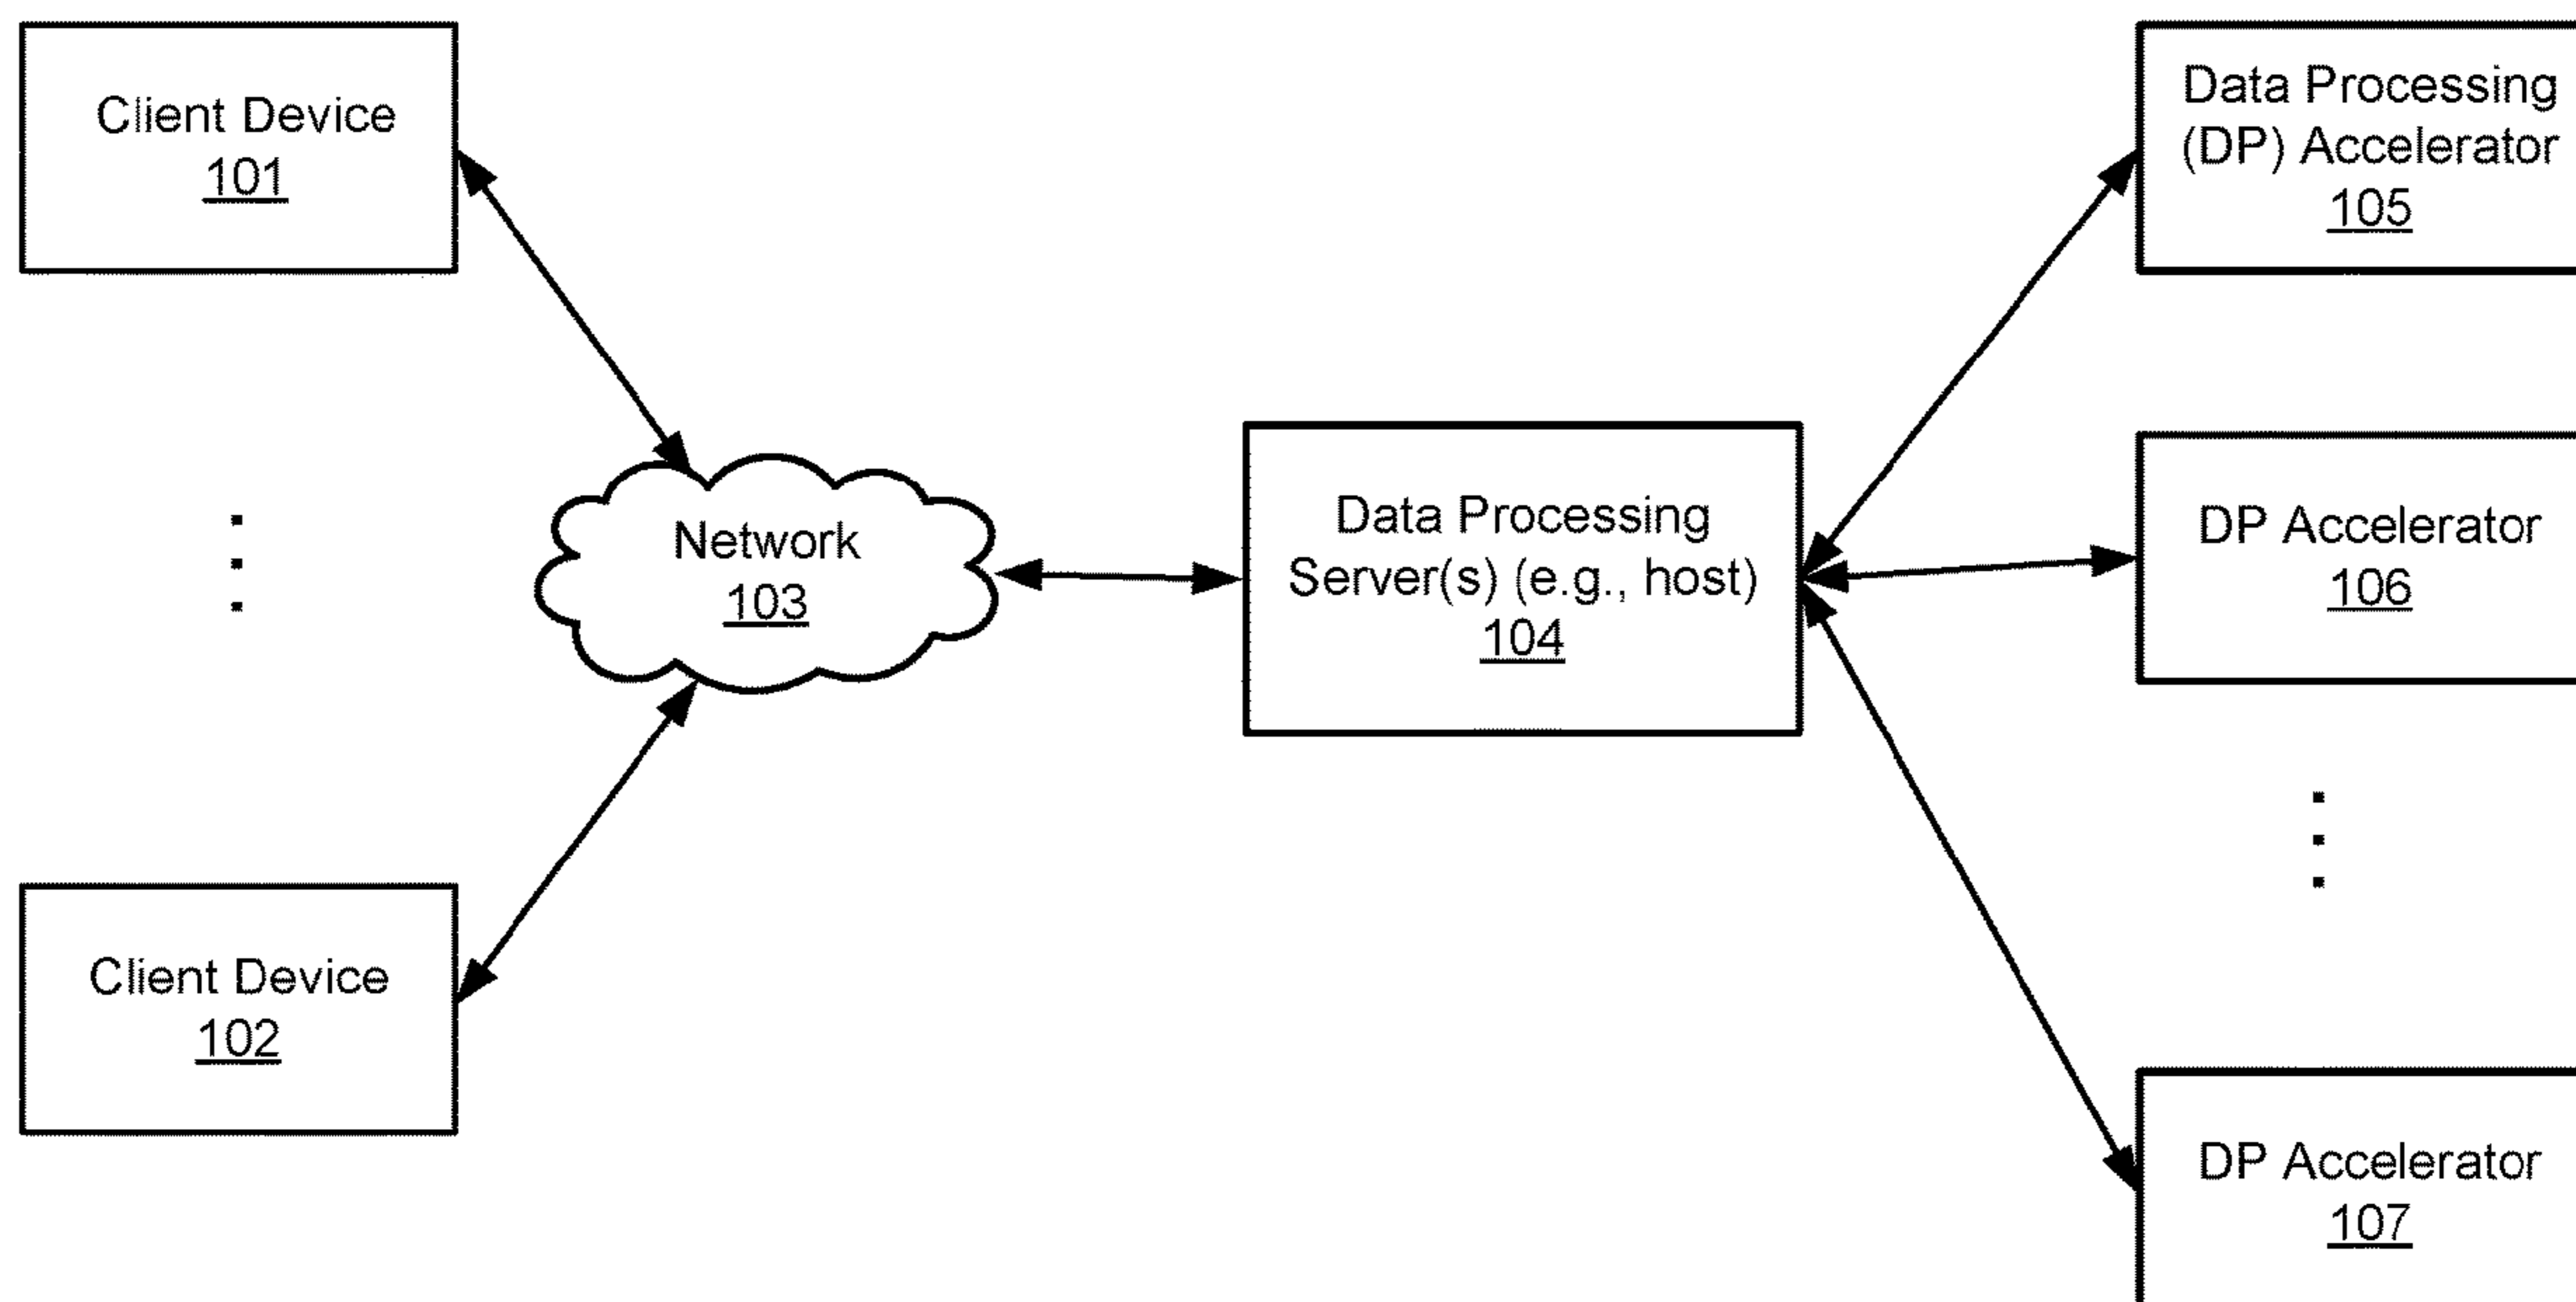 Client Device
101
Client Device
102
Network
103
Data Processing
Server(s) (e.g., host)
104
Data Processing
(DP) Accelerator
105
DP Accelerator
106
DP Accelerator
107